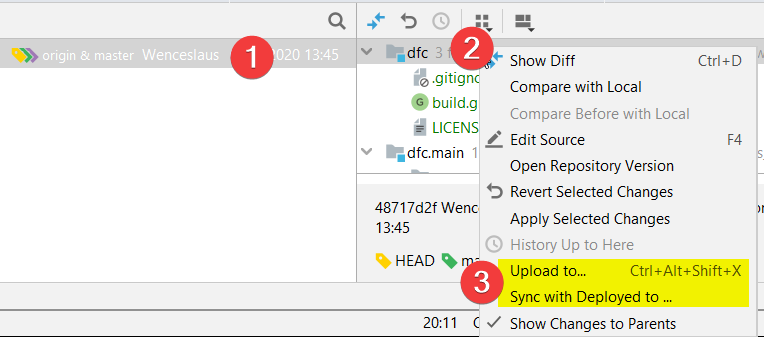 origin & master Wenceslaus 1 2020 13:45
dfc 3 f
.gitigno
build.g
LICENS
dfc.main 1
2
Show Diff Ctrl+D
Compare with Local
Compare Before with Local
Edit Source F4
Open Repository Version
Revert Selected Changes
Apply Selected Changes
History Up to Here
3
Upload to... Ctrl+Alt+Shift+X
Sync with Deployed to ...
Show Changes to Parents
48717d2f Wenc
13:45
HEAD ma
20:11